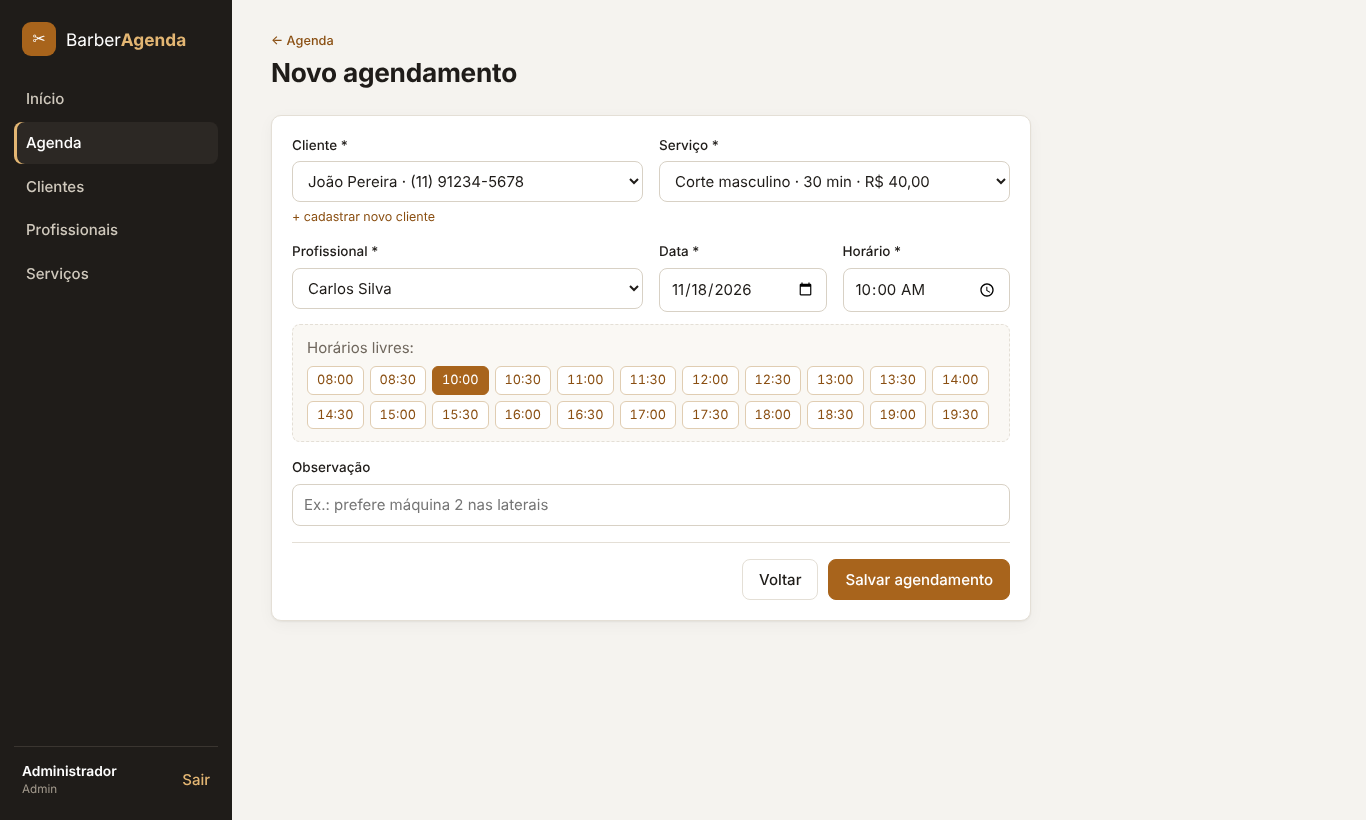 BarberAgenda
Início
Agenda
Clientes
Profissionais
Serviços
Administrador
Admin
Sair
← Agenda
Novo agendamento
Cliente *
Serviço *
João Pereira · (11) 91234-5678
Corte masculino · 30 min · R$ 40,00
+ cadastrar novo cliente
Profissional *
Data *
Horário *
Carlos Silva
11/18/2026
10:00 AM
Horários livres:
08:00 08:30 10:00 10:30 11:00 11:30 12:00 12:30 13:00 13:30 14:00
14:30 15:00 15:30 16:00 16:30 17:00 17:30 18:00 18:30 19:00 19:30
Observação
Ex.: prefere máquina 2 nas laterais
Voltar
Salvar agendamento